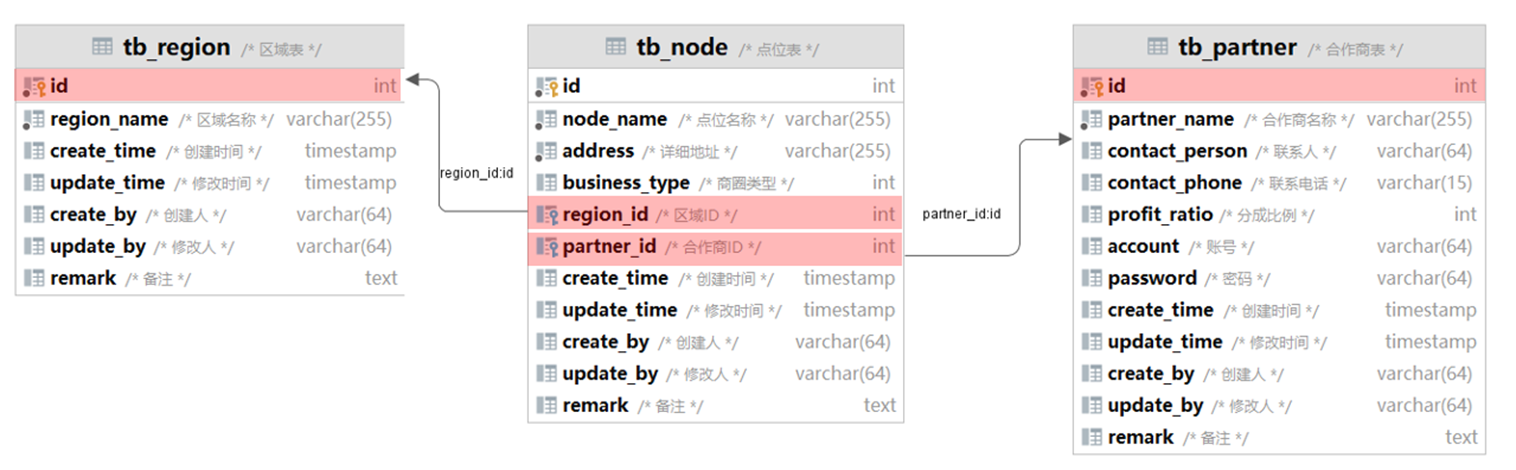 tb_region /* 区域表 */
id int
region_name /* 区域名称 */ varchar(255)
create_time /* 创建时间 */ timestamp
update_time /* 修改时间 */ timestamp
create_by /* 创建人 */ varchar(64)
update_by /* 修改人 */ varchar(64)
remark /* 备注 */ text
region_id:id
tb_node /* 点位表 */
id int
node_name /* 点位名称 */ varchar(255)
address /* 详细地址 */ varchar(255)
business_type /* 商圈类型 */ int
region_id /* 区域ID */ int
partner_id /* 合作商ID */ int
create_time /* 创建时间 */ timestamp
update_time /* 修改时间 */ timestamp
create_by /* 创建人 */ varchar(64)
update_by /* 修改人 */ varchar(64)
remark /* 备注 */ text
partner_id:id
tb_partner /* 合作商表 */
id int
partner_name /* 合作商名称 */ varchar(255)
contact_person /* 联系人 */ varchar(64)
contact_phone /* 联系电话 */ varchar(15)
profit_ratio /* 分成比例 */ int
account /* 账号 */ varchar(64)
password /* 密码 */ varchar(64)
create_time /* 创建时间 */ timestamp
update_time /* 修改时间 */ timestamp
create_by /* 创建人 */ varchar(64)
update_by /* 修改人 */ varchar(64)
remark /* 备注 */ text